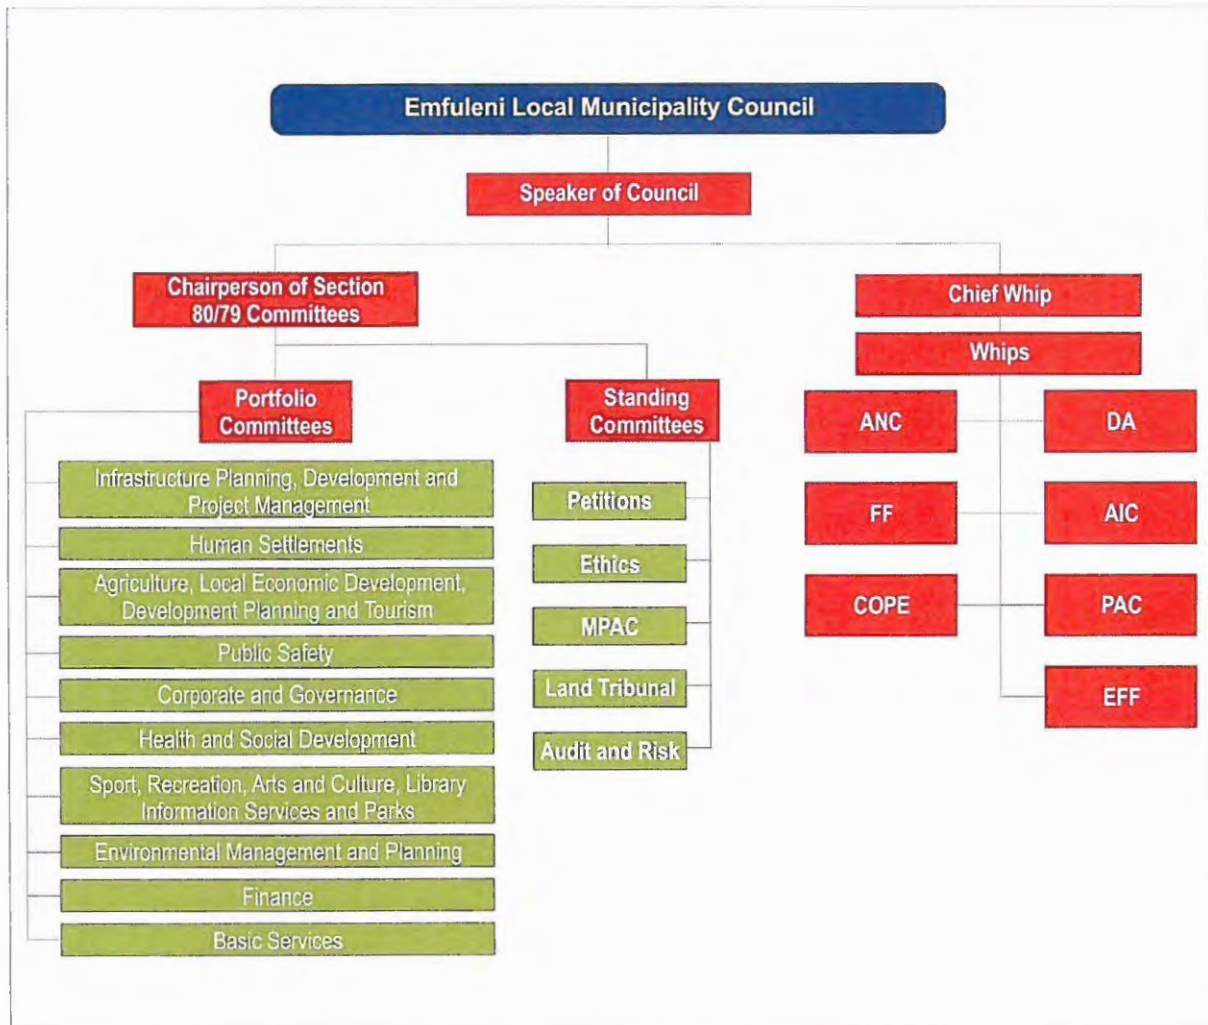 Emfuleni Local Municipality Council
Speaker of Council
Chairperson of Section
80/79 Committees
Chief Whip
Whips
Portfolio
Committees
Standing
Committees
ANC
DA
FF
AIC
COPE
PAC
EFF
Infrastructure Planning, Development and
Project Management
Human Settlements
Agriculture, Local Economic Development,
Development Planning and Tourism
Public Safety
Corporate and Governance
Health and Social Development
Sport, Recreation, Arts and Culture, Library
Information Services and Parks
Environmental Management and Planning
Finance
Basic Services
Petitions
Ethics
MPAC
Land Tribunal
Audit and Risk